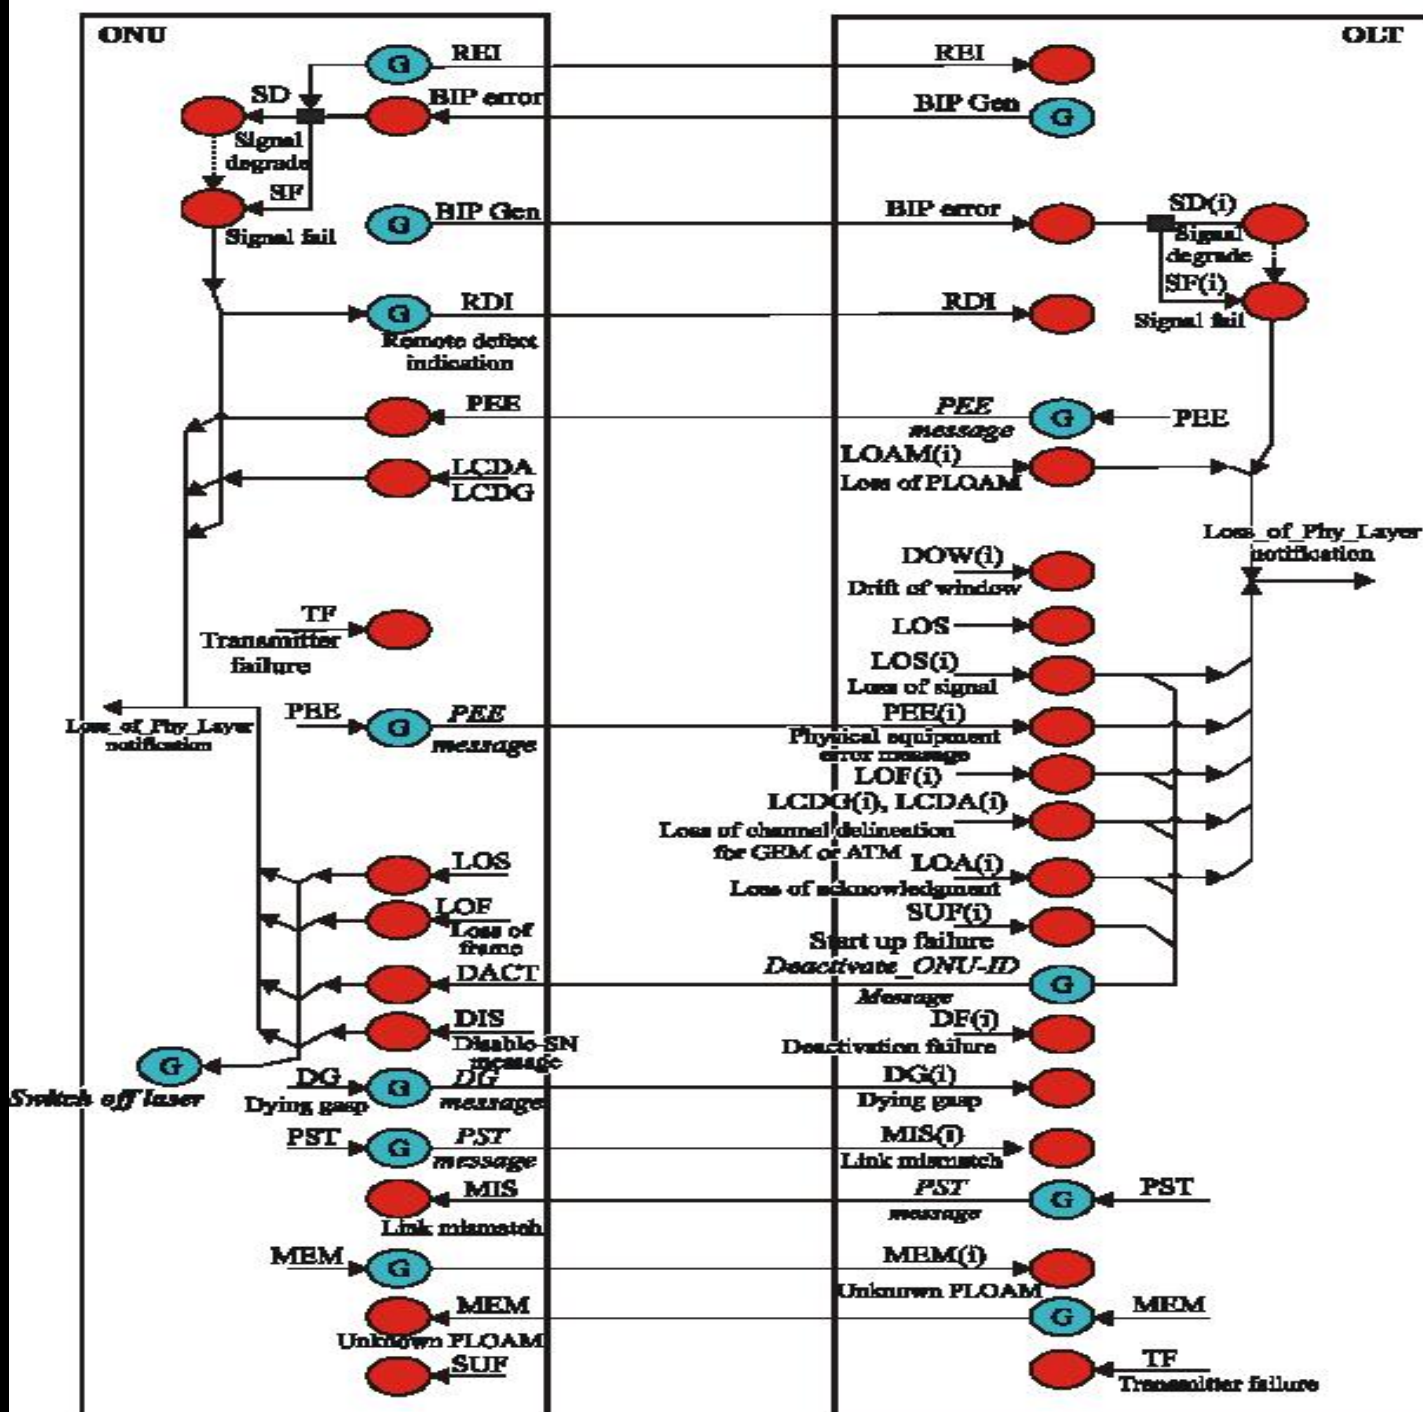 ONU
OLT
G
REI
REI
SD
BIP error
BIP Gen
G
Signal
degrade
SF
Signal fail
G
BIP Gen
BIP error
SD(i)
Signal
degrade
SF(i)
Signal fail
G
RDI
RDI
Remote defect
indication
PEE
PEE
message
G
PEE
LCDA
LCDG
LOAM(i)
Loss of PLOAM
Loss_of_Phy_Layer
notification
DOW(i)
Drift of window
TF
Transmitter
failure
LOS
LOS(i)
Loss of signal
Loss_of_Phy_Layer
notification
PEE
G
PEE
message
PEE(i)
Physical equipment
error message
LOF(i)
LCDG(i), LCDA(i)
Loss of channel delineation
for GEM or ATM
LOS
LOA(i)
Loss of acknowledgment
LOF
Loss of
frame
SUF(i)
Start up failure
DACT
Deactivate_ONU-ID
Message
G
DIS
Disable-SN
message
DF(i)
Deactivation failure
G
Switch off laser
DG
Dying gasp
G
DG
message
DG(i)
Dying gasp
PST
G
PST
message
MIS(i)
Link mismatch
MIS
Link mismatch
PST
message
G
PST
MEM
G
MEM(i)
Unknown PLOAM
MEM
Unknown PLOAM
G
MEM
SUF
TF
Transmitter failure